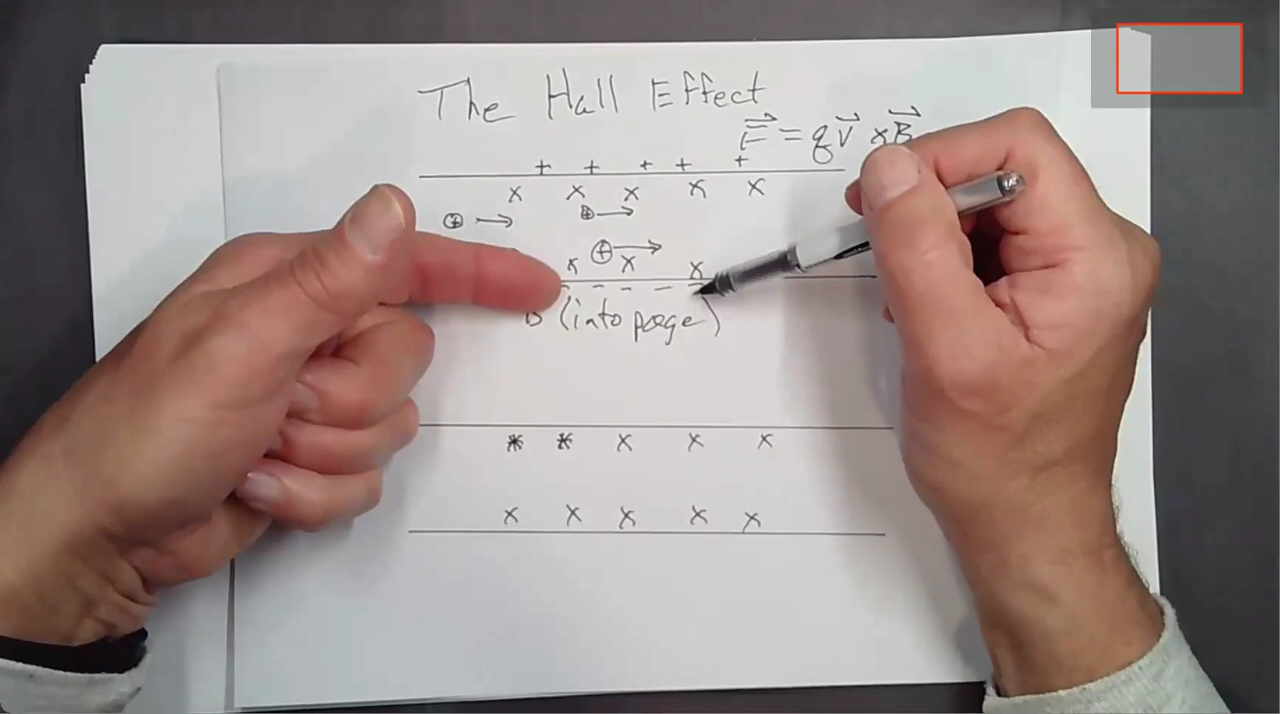 The Hall Effect
F = qv x B
+ + + + +
x x x x x
⊕ → ⊕ →
⊕ →
x x x
- - - - -
B (into page)
x x x x x
x x x x x